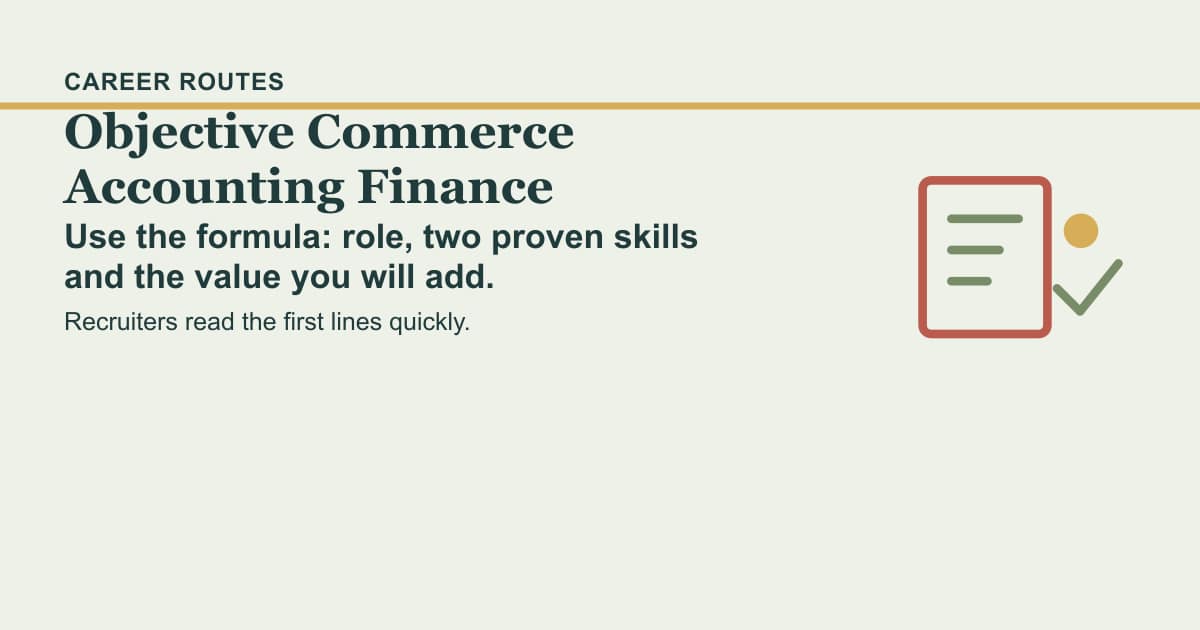 CAREER ROUTES
Objective Commerce
Accounting Finance
Use the formula: role, two proven skills
and the value you will add.
Recruiters read the first lines quickly.